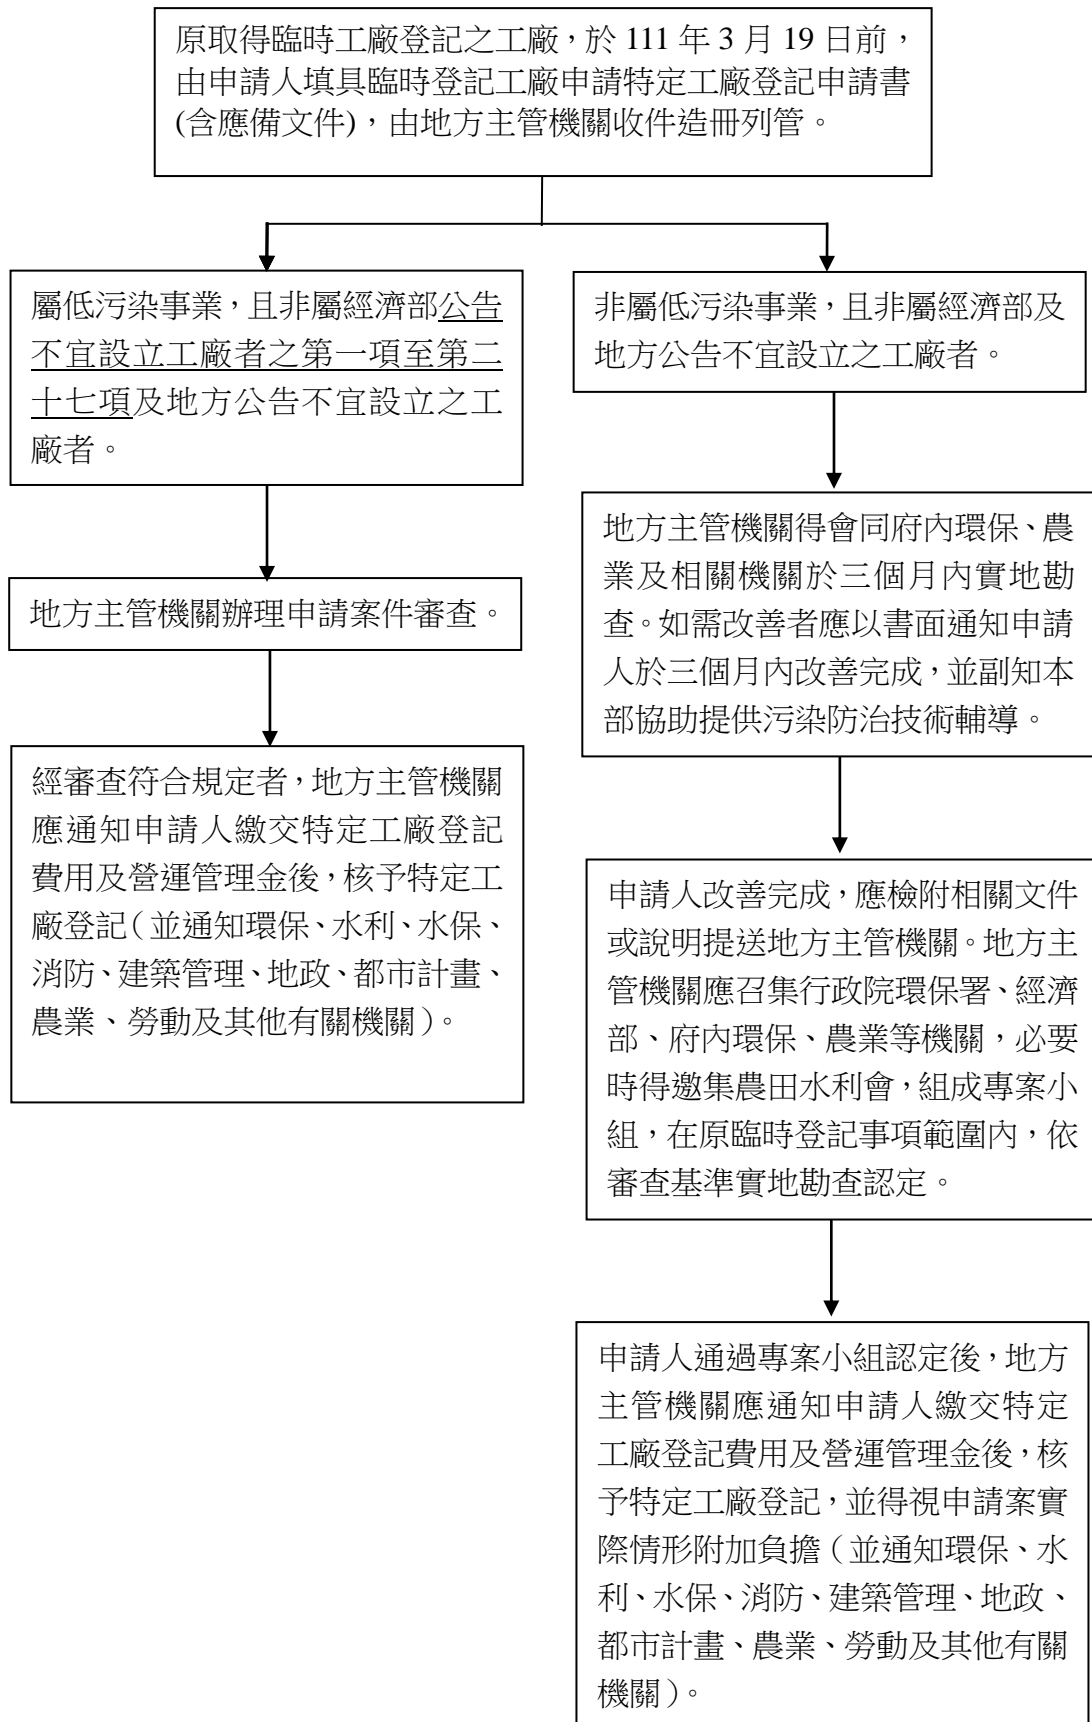 原取得臨時工廠登記之工廠，於 111 年 3 月 19 日前，
由申請人填具臨時登記工廠申請特定工廠登記申請書
(含應備文件)，由地方主管機關收件造冊列管。
屬低污染事業，且非屬經濟部公告
不宜設立工廠者之第一項至第二
十七項及地方公告不宜設立之工
廠者。
地方主管機關辦理申請案件審查。
經審查符合規定者，地方主管機關
應通知申請人繳交特定工廠登記
費用及營運管理金後，核予特定工
廠登記（並通知環保、水利、水保、
消防、建築管理、地政、都市計畫、
農業、勞動及其他有關機關）。
非屬低污染事業，且非屬經濟部及
地方公告不宜設立之工廠者。
地方主管機關得會同府內環保、農
業及相關機關於三個月內實地勘
查。如需改善者應以書面通知申請
人於三個月內改善完成，並副知本
部協助提供污染防治技術輔導。
申請人改善完成，應檢附相關文件
或說明提送地方主管機關。地方主
管機關應召集行政院環保署、經濟
部、府內環保、農業等機關，必要
時得邀集農田水利會，組成專案小
組，在原臨時登記事項範圍內，依
審查基準實地勘查認定。
申請人通過專案小組認定後，地方
主管機關應通知申請人繳交特定
工廠登記費用及營運管理金後，核
予特定工廠登記，並得視申請案實
際情形附加負擔（並通知環保、水
利、水保、消防、建築管理、地政、
都市計畫、農業、勞動及其他有關
機關）。